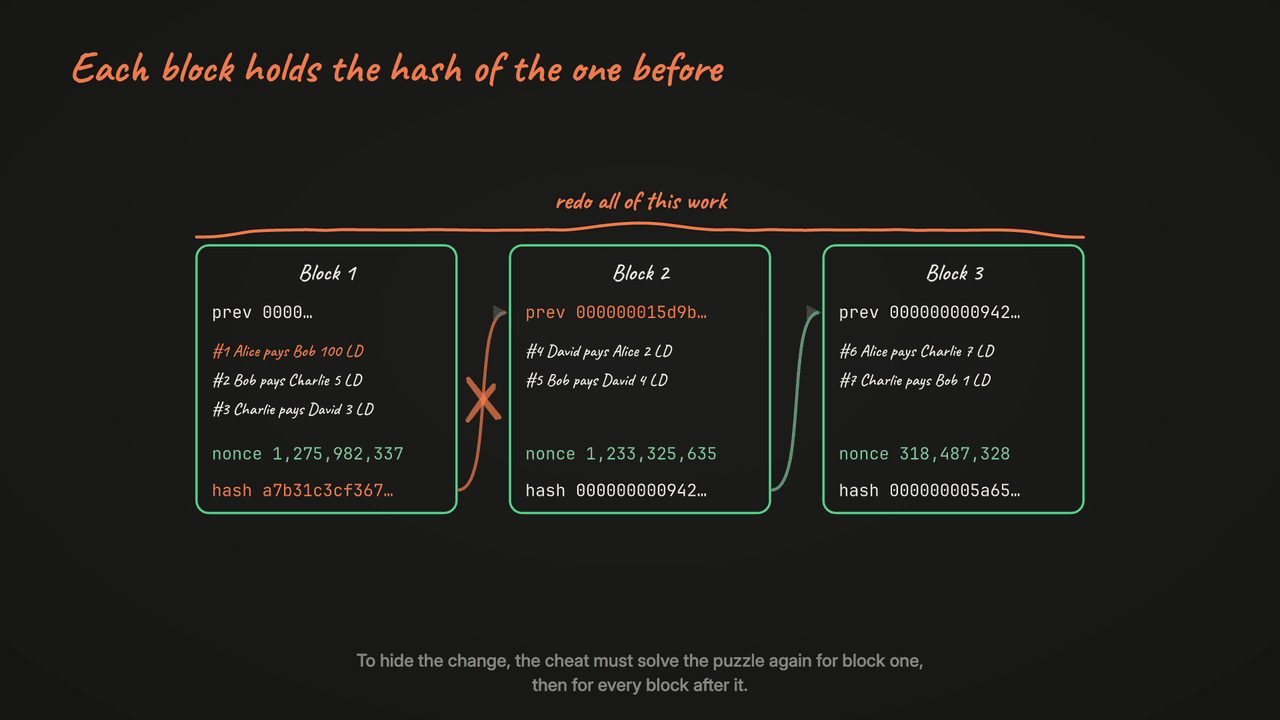 Each block holds the hash of the one before
redo all of this work
Block 1
prev 0000…
#1 Alice pays Bob 100 LD
#2 Bob pays Charlie 5 LD
#3 Charlie pays David 3 LD
nonce 1,275,982,337
hash a7b31c3cf367…
Block 2
prev 000000015d9b…
#4 David pays Alice 2 LD
#5 Bob pays David 4 LD
nonce 1,233,325,635
hash 000000000942…
Block 3
prev 000000000942…
#6 Alice pays Charlie 7 LD
#7 Charlie pays Bob 1 LD
nonce 318,487,328
hash 000000005a65…
To hide the change, the cheat must solve the puzzle again for block one,
then for every block after it.